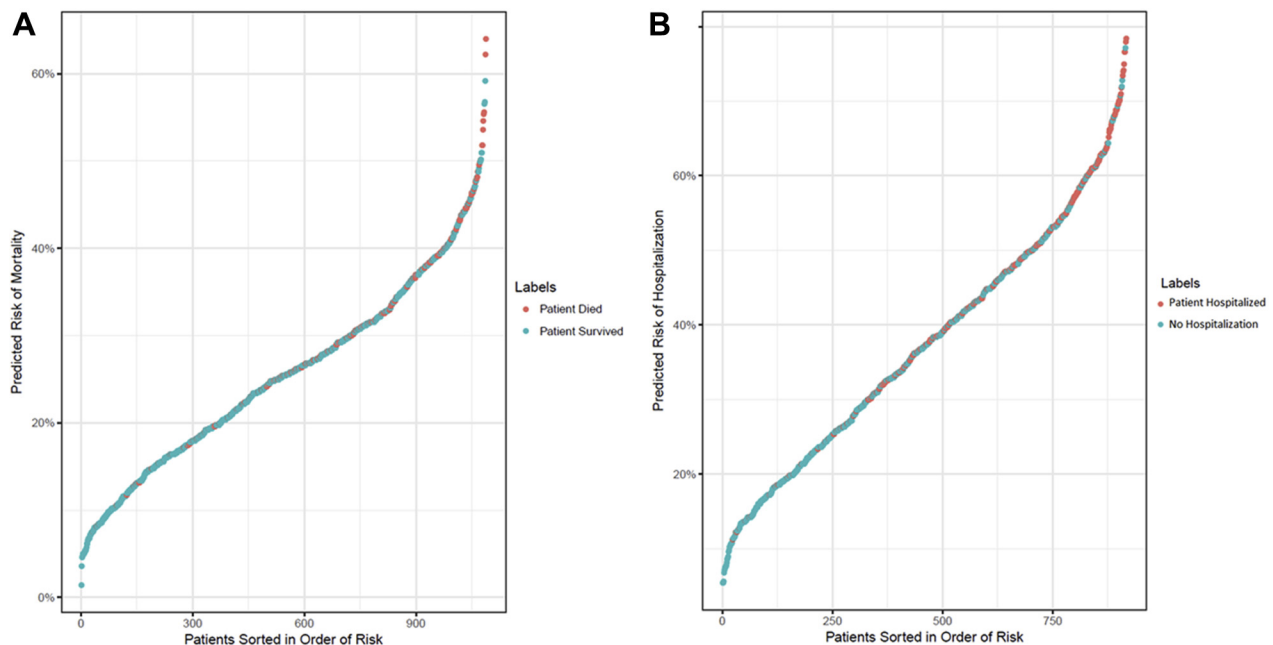 A
Predicted Risk of Mortality
60%
40%
20%
0%
0
300
600
900
Patients Sorted in Order of Risk
Labels
Patient Died
Patient Survived
B
Predicted Risk of Hospitalization
60%
40%
20%
0
250
500
750
Patients Sorted in Order of Risk
Labels
Patient Hospitalized
No Hospitalization